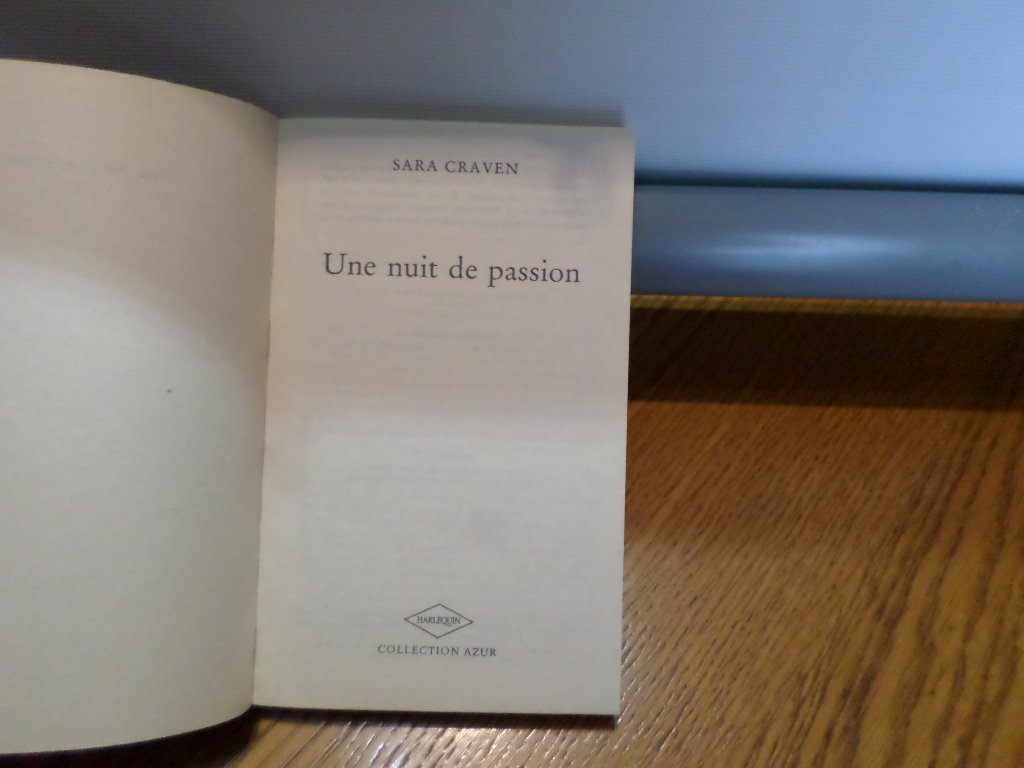 SARA CRAVEN
Une nuit de passion
HARLEQUIN
COLLECTION AZUR